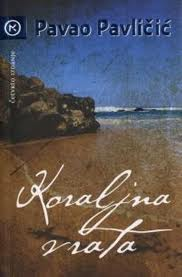 Pavao Pavličić
četvrto izdanje
Koraljna
vrata